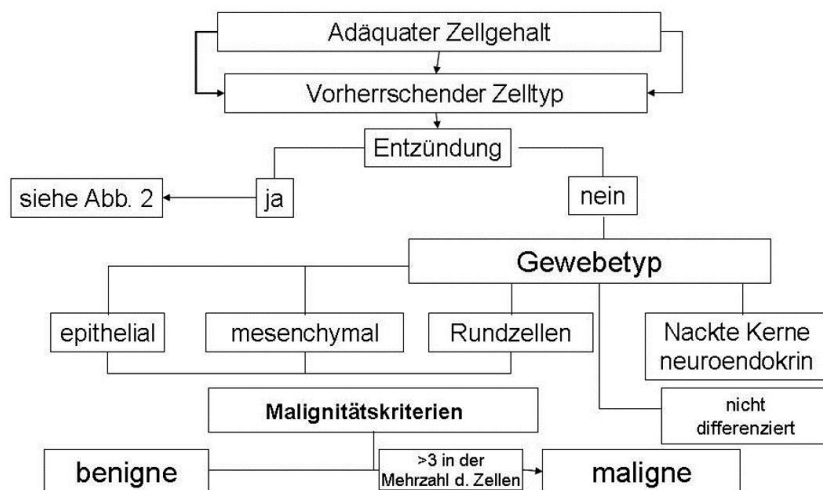 Adäquater Zellgehalt
Vorherrschender Zelltyp
Entzündung
siehe Abb. 2
ja
nein
Gewebetyp
epithelial
mesenchymal
Rundzellen
Nackte Kerne
neuroendokrin
Malignitätskriterien
nicht
differenziert
benigne
>3 in der
Mehrzahl d. Zellen
maligne